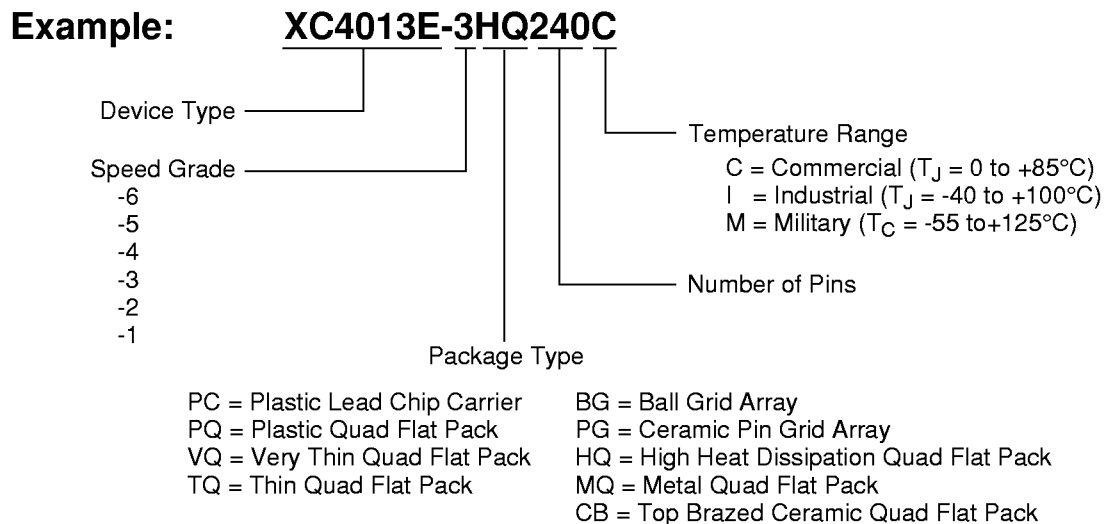 Example: XC4013E-3HQ240C
Device Type
Temperature Range
C = Commercial (TJ = 0 to +85°C)
I = Industrial (TJ = -40 to +100°C)
M = Military (TC = -55 to+125°C)
Speed Grade
-6
-5
-4
-3
-2
-1
Number of Pins
Package Type
PC = Plastic Lead Chip Carrier
PQ = Plastic Quad Flat Pack
VQ = Very Thin Quad Flat Pack
TQ = Thin Quad Flat Pack
BG = Ball Grid Array
PG = Ceramic Pin Grid Array
HQ = High Heat Dissipation Quad Flat Pack
MQ = Metal Quad Flat Pack
CB = Top Brazed Ceramic Quad Flat Pack